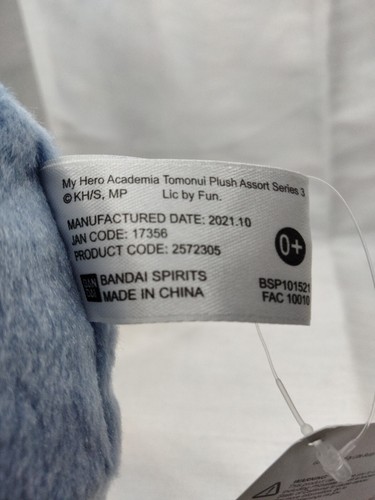 My Hero Academia Tomonui Plush Assort Series 3
© KH/S, MP Lic by Fun.
MANUFACTURED DATE: 2021.10
JAN CODE: 17356
PRODUCT CODE: 2572305
0+
BANDAI SPIRITS
MADE IN CHINA
BSP101521
FAC 10010